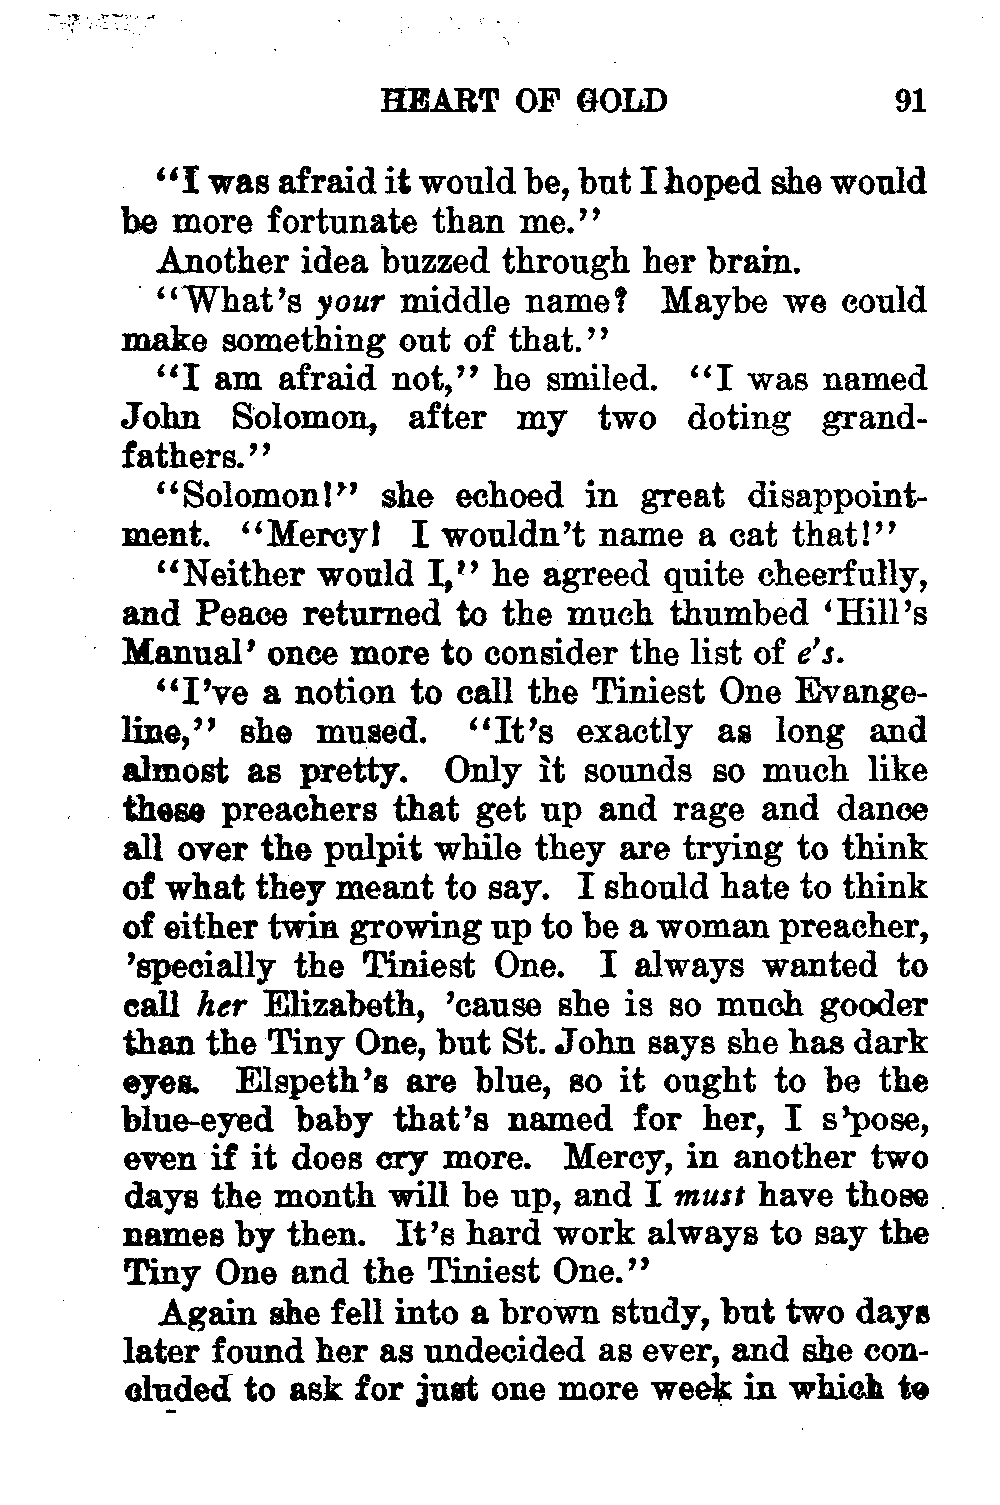 HEART OF GOLD 91
“I was afraid it would be, but I hoped she would
be more fortunate than me.”
Another idea buzzed through her brain.
“What’s your middle name? Maybe we could
make something out of that.”
“I am afraid not,” he smiled. “I was named
John Solomon, after my two doting grand-
fathers.”
“Solomon!” she echoed in great disappoint-
ment. “Mercy! I wouldn’t name a cat that!”
“Neither would I,” he agreed quite cheerfully,
and Peace returned to the much thumbed ‘Hill’s
Manual’ once more to consider the list of e’s.
“I’ve a notion to call the Tiniest One Evange-
line,” she mused. “It’s exactly as long and
almost as pretty. Only it sounds so much like
these preachers that get up and rage and dance
all over the pulpit while they are trying to think
of what they meant to say. I should hate to think
of either twin growing up to be a woman preacher,
’specially the Tiniest One. I always wanted to
call her Elizabeth, ’cause she is so much gooder
than the Tiny One, but St. John says she has dark
eyes. Elspeth’s are blue, so it ought to be the
blue-eyed baby that’s named for her, I s’pose,
even if it does cry more. Mercy, in another two
days the month will be up, and I must have those
names by then. It’s hard work always to say the
Tiny One and the Tiniest One.”
Again she fell into a brown study, but two days
later found her as undecided as ever, and she con-
cluded to ask for just one more week in which to